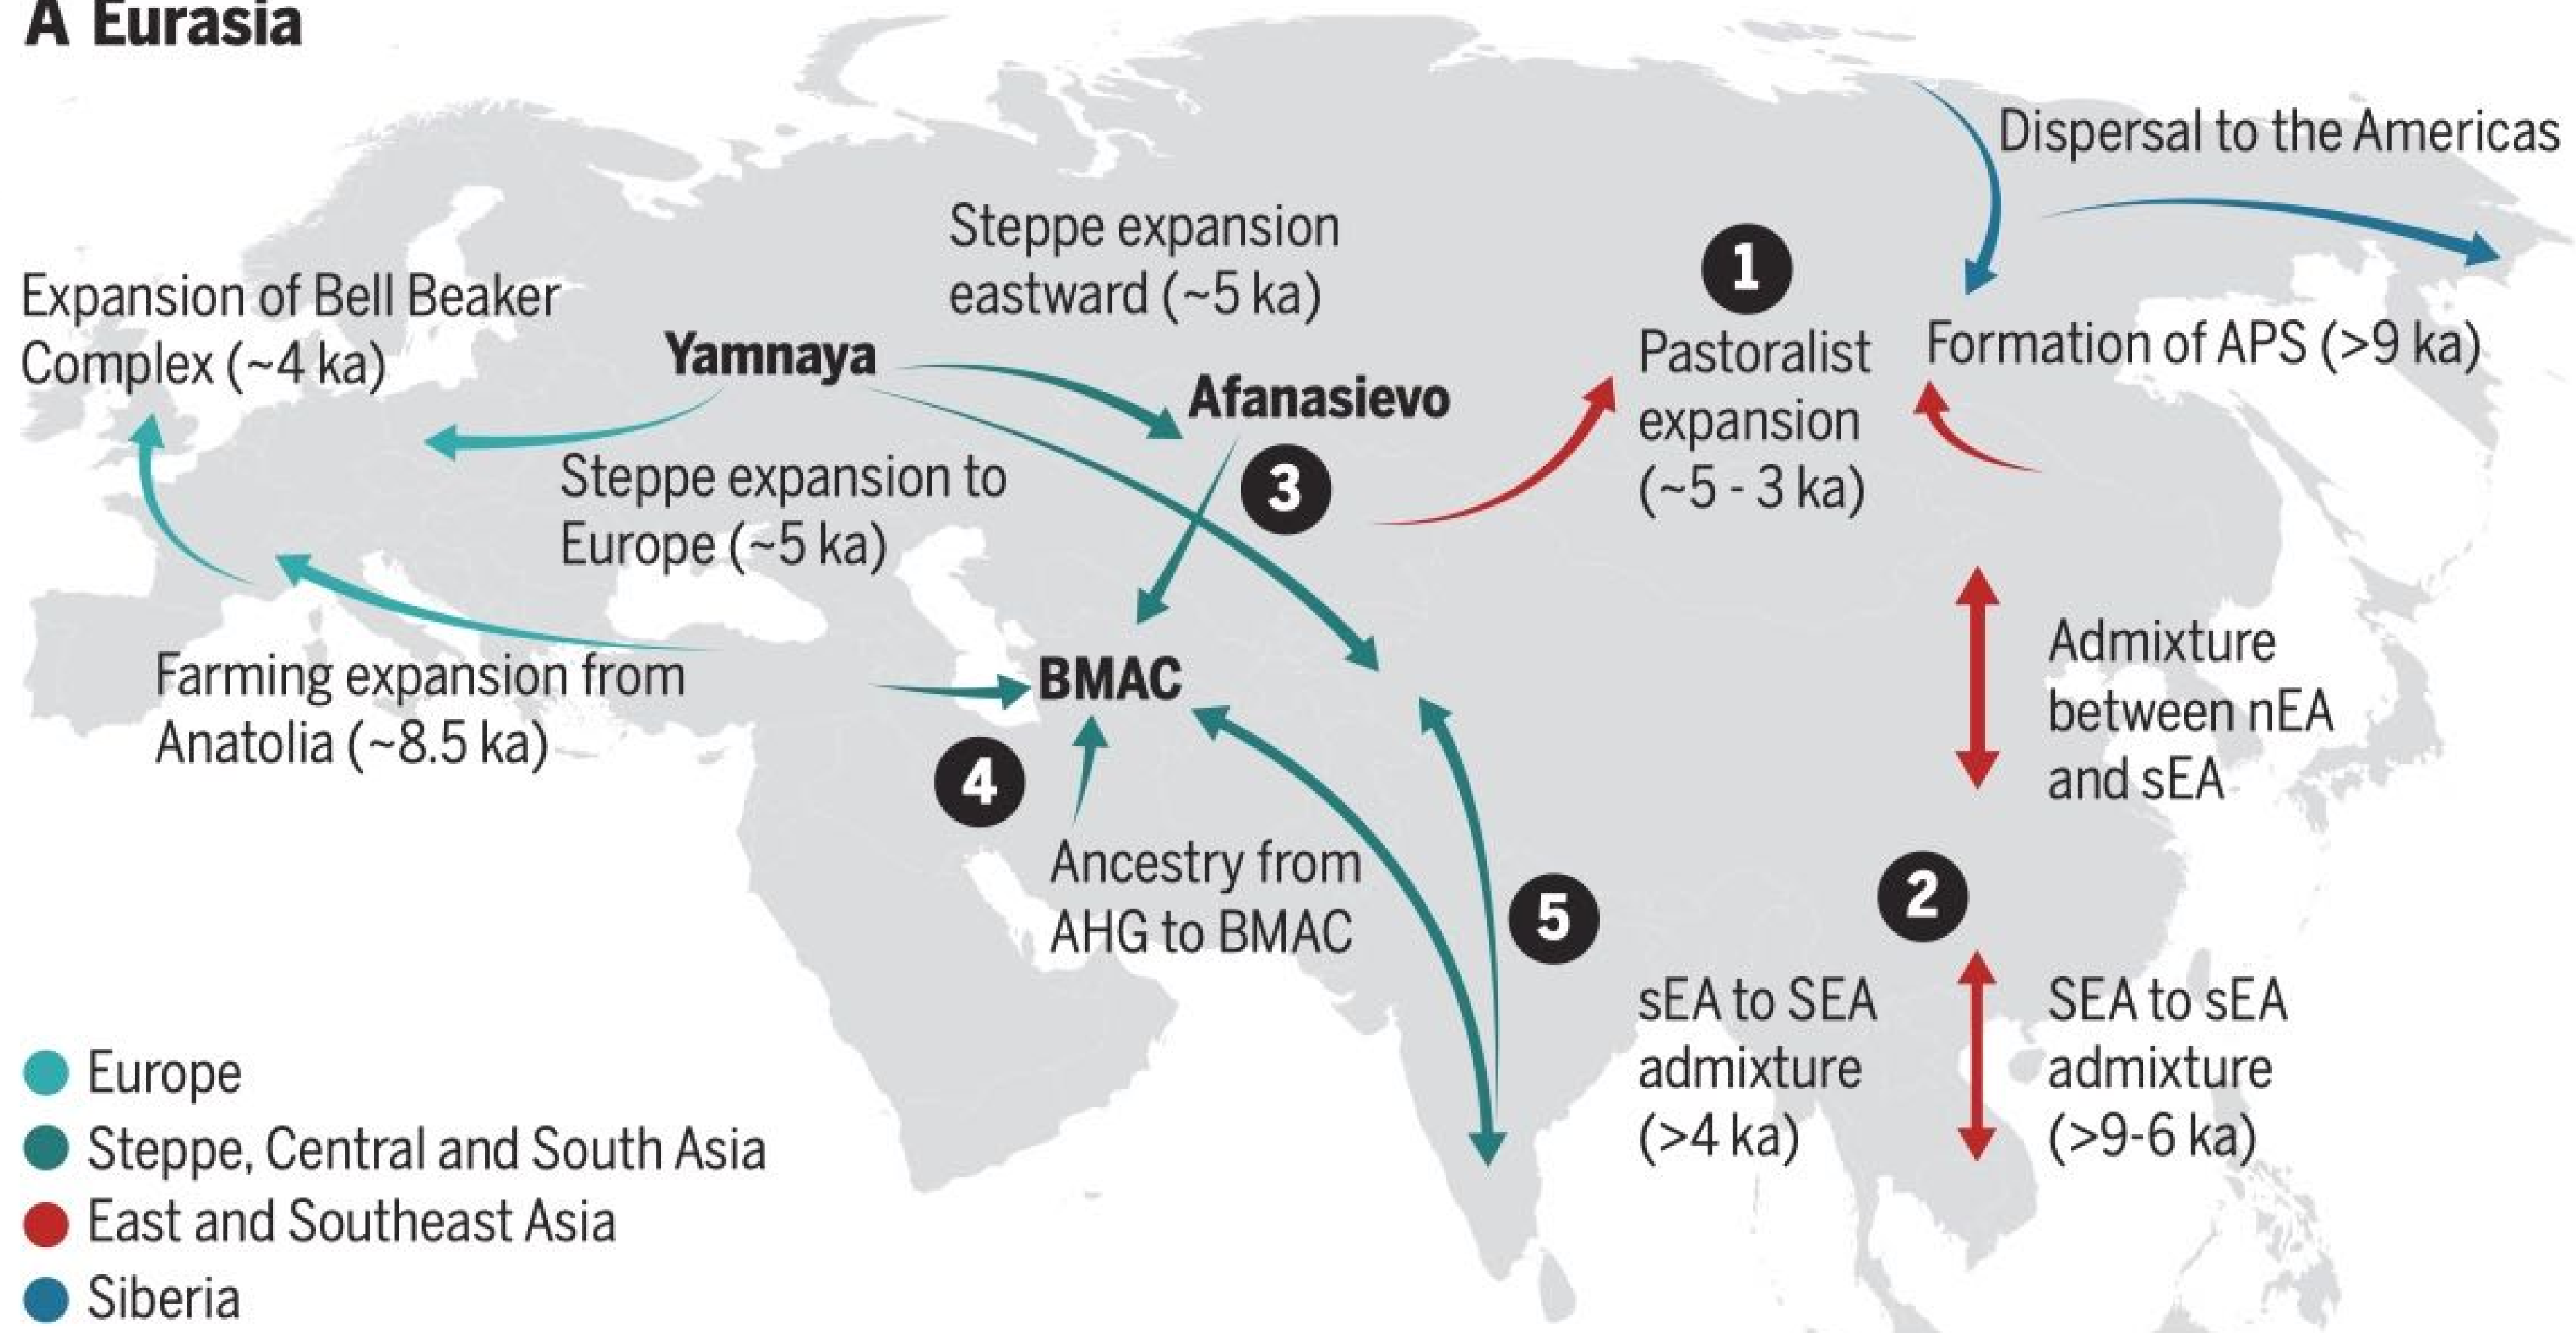 A Eurasia
Dispersal to the Americas
Steppe expansion
eastward (~5 ka)
1
Expansion of Bell Beaker
Complex (~4 ka)
Yamnaya
Pastoralist
expansion
(~5 - 3 ka)
Formation of APS (>9 ka)
Afanasievo
3
Steppe expansion to
Europe (~5 ka)
Farming expansion from
Anatolia (~8.5 ka)
BMAC
Admixture
between nEA
and sEA
4
Ancestry from
AHG to BMAC
5
2
sEA to SEA
admixture
(>4 ka)
SEA to sEA
admixture
(>9-6 ka)
Europe
Steppe, Central and South Asia
East and Southeast Asia
Siberia